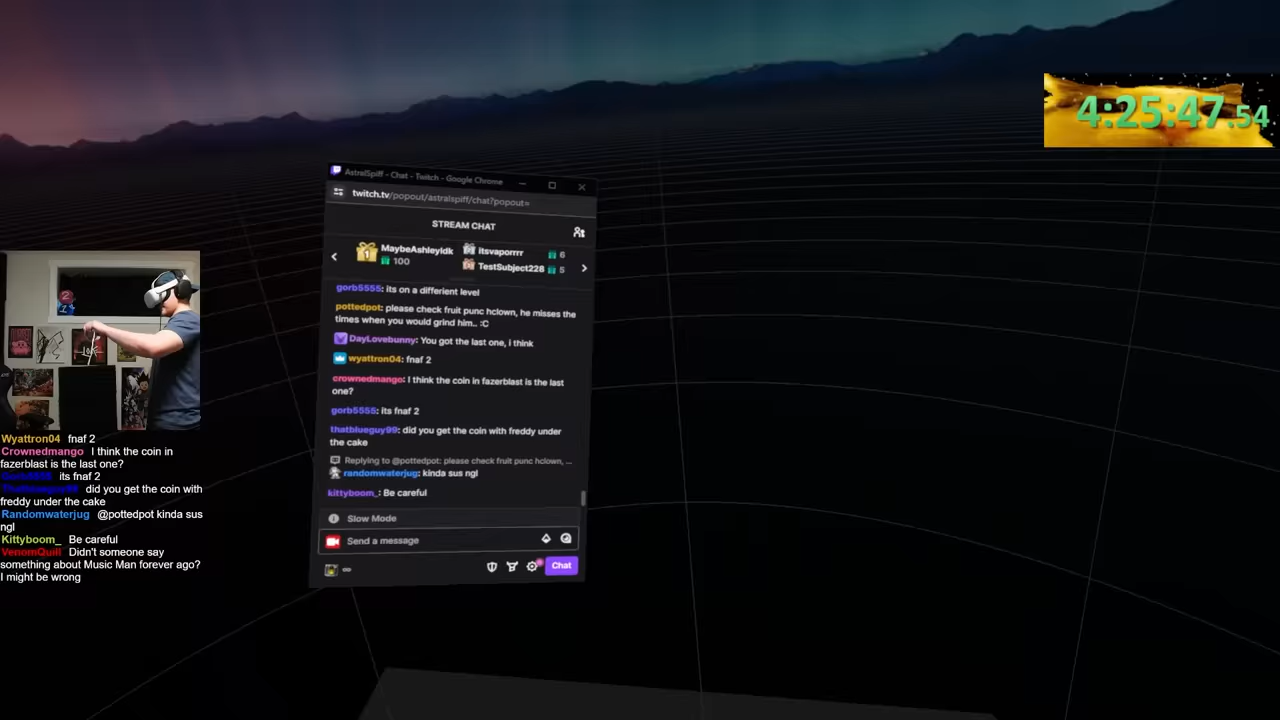 4:25:47.54
AstralSpiff - Chat - Twitch - Google Chrome
twitch.tv/popout/astralspiff/chat?popout=
STREAM CHAT
1 MaybeAshleyIdk 100
itsvaporrrr 6
TestSubject228 5
gorb5555: its on a differient level
pottedpot: please check fruit punc hclown, he misses the
times when you would grind him.. :C
DayLovebunny: You got the last one, i think
wyattron04: fnaf 2
crownedmango: I think the coin in fazerblast is the last
one?
gorb5555: its fnaf 2
thatblueguy99: did you get the coin with freddy under
the cake
Replying to @pottedpot: please check fruit punc hclown, ...
randomwaterjug: kinda sus ngl
kittyboom_: Be careful
Slow Mode
Send a message
Chat
Wyattron04 fnaf 2
Crownedmango I think the coin in
fazerblast is the last one?
Gorb5555 its fnaf 2
Thatblueguy99 did you get the coin with
freddy under the cake
Randomwaterjug @pottedpot kinda sus
ngl
Kittyboom_ Be careful
VenomQuill Didn't someone say
something about Music Man forever ago?
I might be wrong